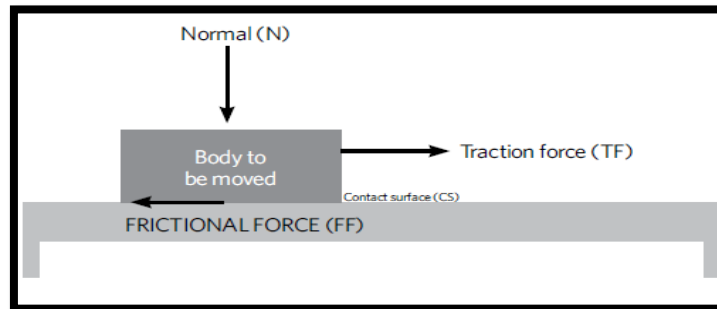 Normal (N)
Body to
be moved
Traction force (TF)
Contact surface (CS)
FRICTIONAL FORCE (FF)